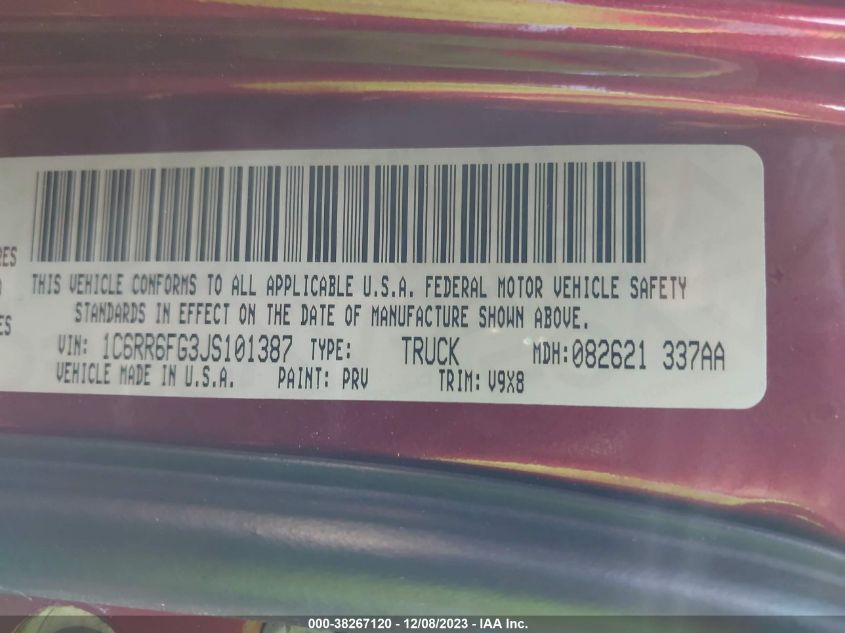 RES
ES
THIS VEHICLE CONFORMS TO ALL APPLICABLE U.S.A. FEDERAL MOTOR VEHICLE SAFETY
STANDARDS IN EFFECT ON THE DATE OF MANUFACTURE SHOWN ABOVE.
VIN: 1C6RR6FG3JS101387 TYPE: TRUCK MDH:082621 337AA
VEHICLE MADE IN U.S.A. PAINT: PRV TRIM: V9X8
000-38267120 - 12/08/2023 - IAA Inc.